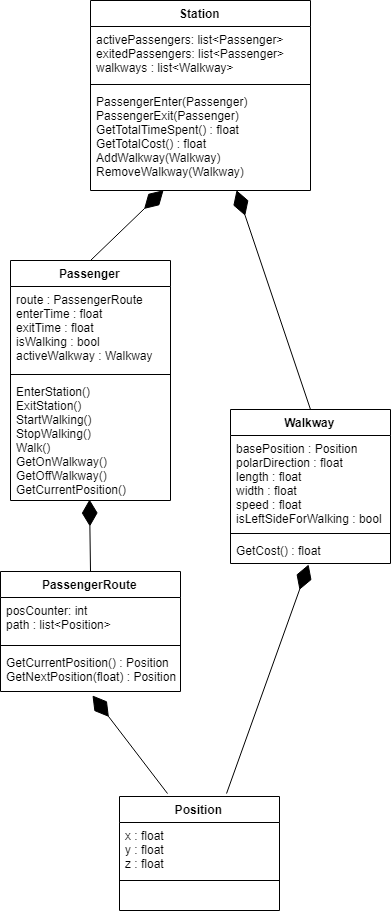 Station
activePassengers: list<Passenger>
exitedPassengers: list<Passenger>
walkways : list<Walkway>
PassengerEnter(Passenger)
PassengerExit(Passenger)
GetTotalTimeSpent() : float
GetTotalCost() : float
AddWalkway(Walkway)
RemoveWalkway(Walkway)
Passenger
route : PassengerRoute
enterTime : float
exitTime : float
isWalking : bool
activeWalkway : Walkway
EnterStation()
ExitStation()
StartWalking()
StopWalking()
Walk()
GetOnWalkway()
GetOffWalkway()
GetCurrentPosition()
Walkway
basePosition : Position
polarDirection : float
length : float
width : float
speed : float
isLeftSideForWalking : bool
GetCost() : float
PassengerRoute
posCounter: int
path : list<Position>
GetCurrentPosition() : Position
GetNextPosition(float) : Position
Position
x : float
y : float
z : float